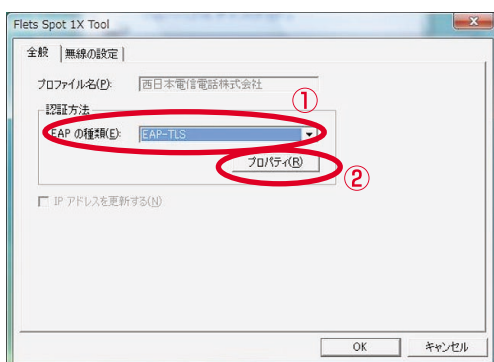 Flets Spot 1X Tool
全般 無線の設定
プロファイル名(P): 西日本電信電話株式会社
①
認証方法
EAP の種類(E): EAP-TLS
プロパティ(R)
②
IP アドレスを更新する(N)
OK キャンセル